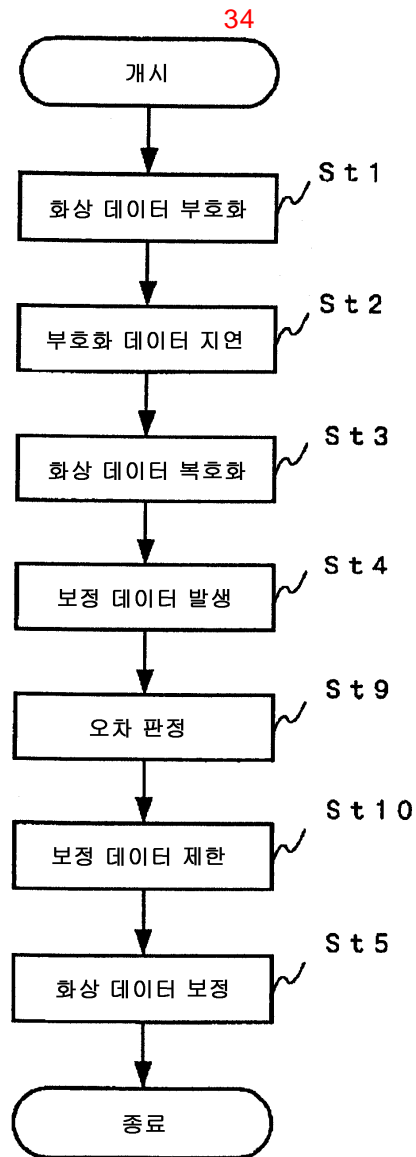 34
개시
St1
화상 데이터 부호화
St2
부호화 데이터 지연
St3
화상 데이터 복호화
St4
보정 데이터 발생
St9
오차 판정
St10
보정 데이터 제한
St5
화상 데이터 보정
종료